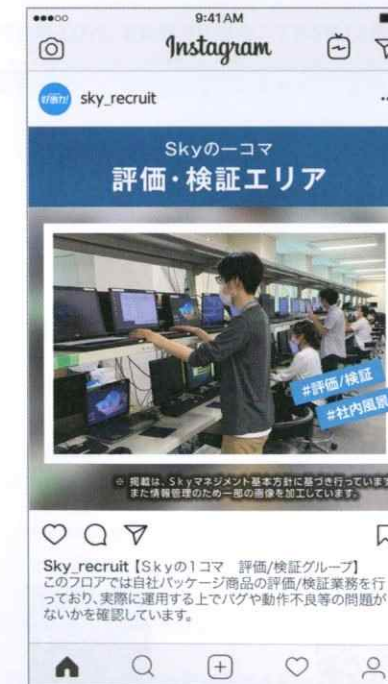 9:41AM
Instagram
好働力!
sky_recruit
Skyの一コマ
評価・検証エリア
#評価/検証
#社内風景
※ 掲載は、Skyマネジメント基本方針に基づき行っています
また情報管理のため一部の画像を加工しています。
Sky_recruit【Skyの1コマ 評価/検証グループ】
このフロアでは自社パッケージ商品の評価/検証業務を行
っており、実際に運用する上でバグや動作不良等の問題が
ないかを確認しています。